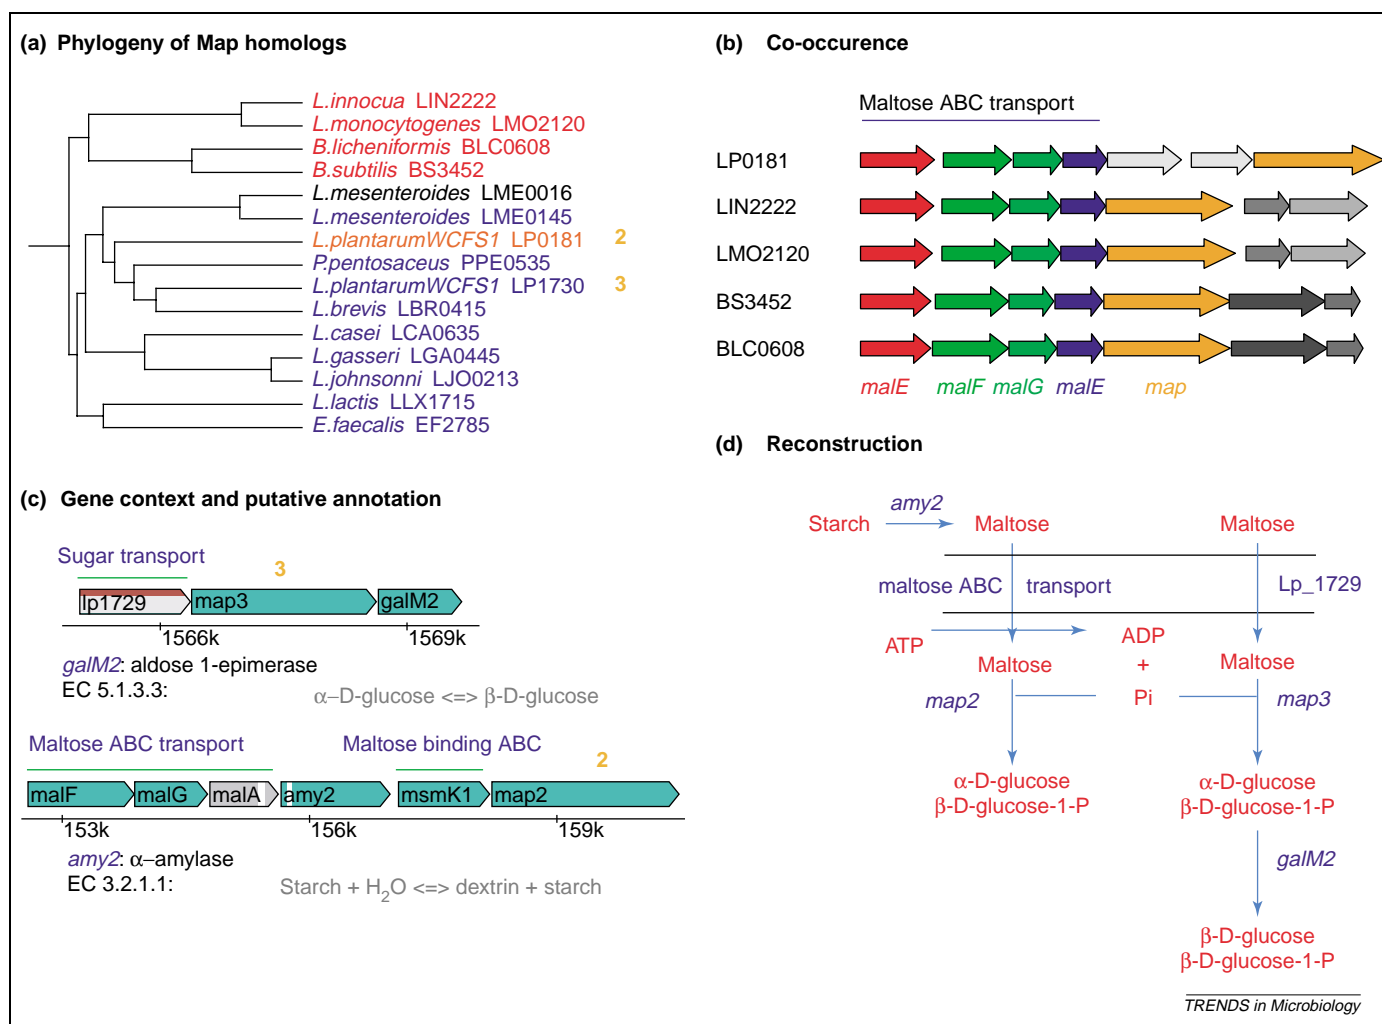 (a) Phylogeny of Map homologs
L.innocua LIN2222
L.monocytogenes LMO2120
B.licheniformis BLC0608
B.subtilis BS3452
L.mesenteroides LME0016
L.mesenteroides LME0145
L.plantarumWCFS1 LP0181 2
P.pentosaceus PPE0535
L.plantarumWCFS1 LP1730 3
L.brevis LBR0415
L.casei LCA0635
L.gasseri LGA0445
L.johnsonni LJO0213
L.lactis LLX1715
E.faecalis EF2785
(b) Co-occurence
Maltose ABC transport
LP0181
LIN2222
LMO2120
BS3452
BLC0608
malE malF malG malE map
(c) Gene context and putative annotation
Sugar transport
3
lp1729 map3 galM2
1566k 1569k
galM2: aldose 1-epimerase
EC 5.1.3.3: α–D-glucose <=> β-D-glucose
Maltose ABC transport Maltose binding ABC
2
malF malG malA amy2 msmK1 map2
153k 156k 159k
amy2: α–amylase
EC 3.2.1.1: Starch + H₂O <=> dextrin + starch
(d) Reconstruction
amy2
Starch Maltose Maltose
maltose ABC transport Lp_1729
ATP ADP
Maltose + Maltose
map2 Pi map3
α-D-glucose α-D-glucose
β-D-glucose-1-P β-D-glucose-1-P
galM2
β-D-glucose
β-D-glucose-1-P
TRENDS in Microbiology